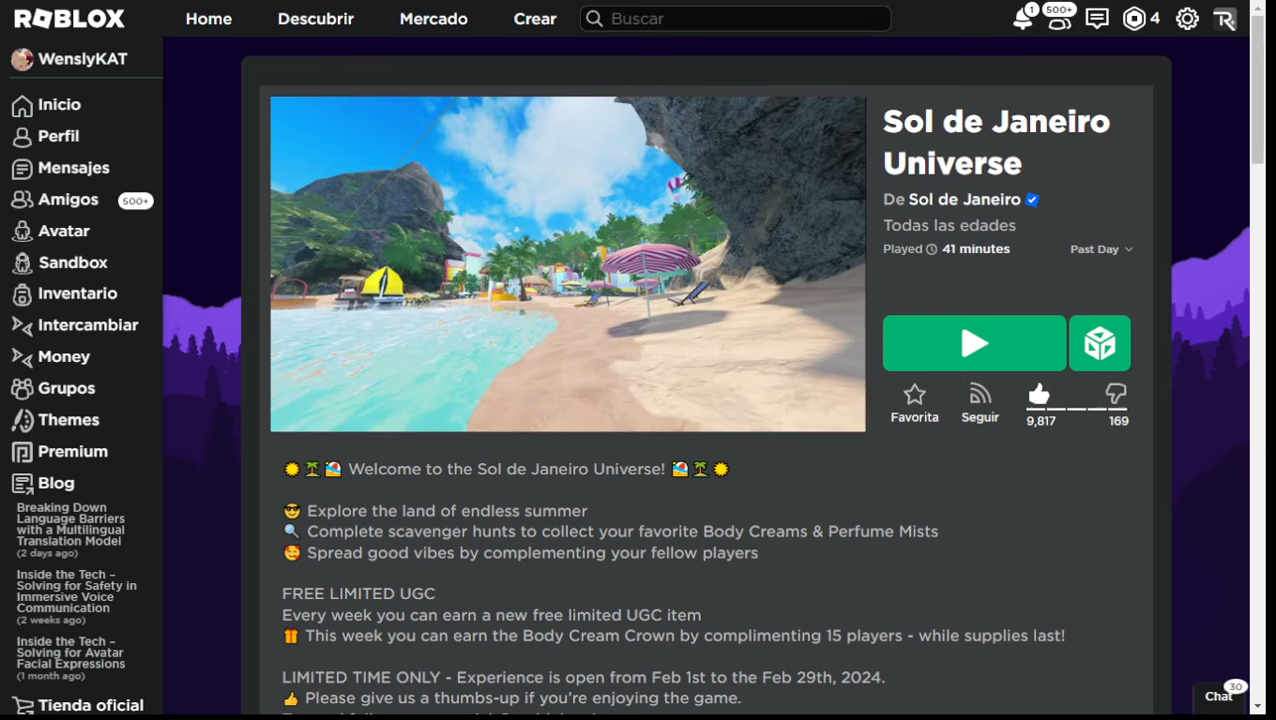 ROBLOX
Home
Descubrir
Mercado
Crear
Buscar
1
500+
4
WenslyKAT
Inicio
Perfil
Mensajes
Amigos
500+
Avatar
Sandbox
Inventario
Intercambiar
Money
Grupos
Themes
Premium
Blog
Breaking Down
Language Barriers
with a Multilingual
Translation Model
(2 days ago)
Inside the Tech –
Solving for Safety in
Immersive Voice
Communication
(2 weeks ago)
Inside the Tech –
Solving for Avatar
Facial Expressions
(1 month ago)
Tienda oficial
Sol de Janeiro
Universe
De Sol de Janeiro
Todas las edades
Played 41 minutes
Past Day
Favorita
Seguir
9,817
169
☀️🏝️🏖️ Welcome to the Sol de Janeiro Universe! 🏖️🏝️☀️
😎 Explore the land of endless summer
🔍 Complete scavenger hunts to collect your favorite Body Creams & Perfume Mists
🥰 Spread good vibes by complementing your fellow players
FREE LIMITED UGC
Every week you can earn a new free limited UGC item
🎁 This week you can earn the Body Cream Crown by complimenting 15 players - while supplies last!
LIMITED TIME ONLY - Experience is open from Feb 1st to the Feb 29th, 2024.
👍 Please give us a thumbs-up if you're enjoying the game.
Chat
30